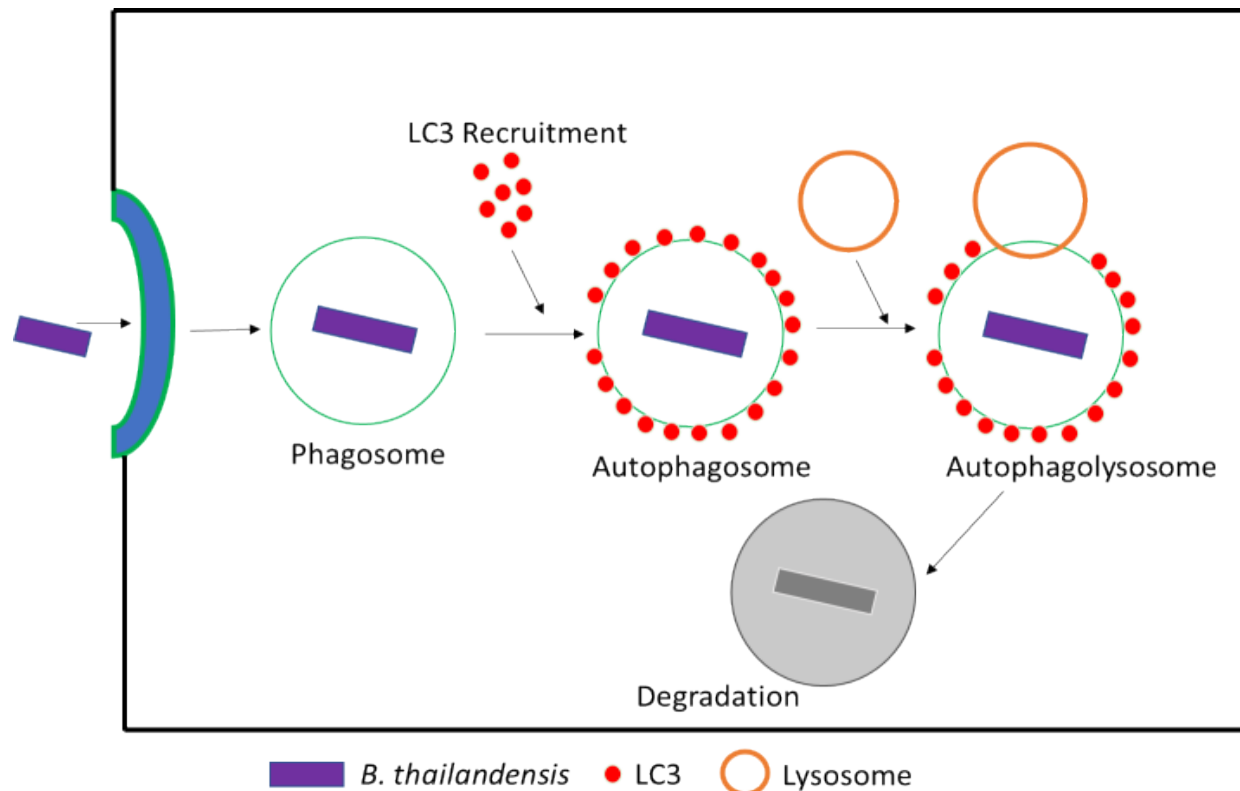 LC3 Recruitment
Phagosome
Autophagosome
Autophagolysosome
Degradation
B. thailandensis
LC3
Lysosome